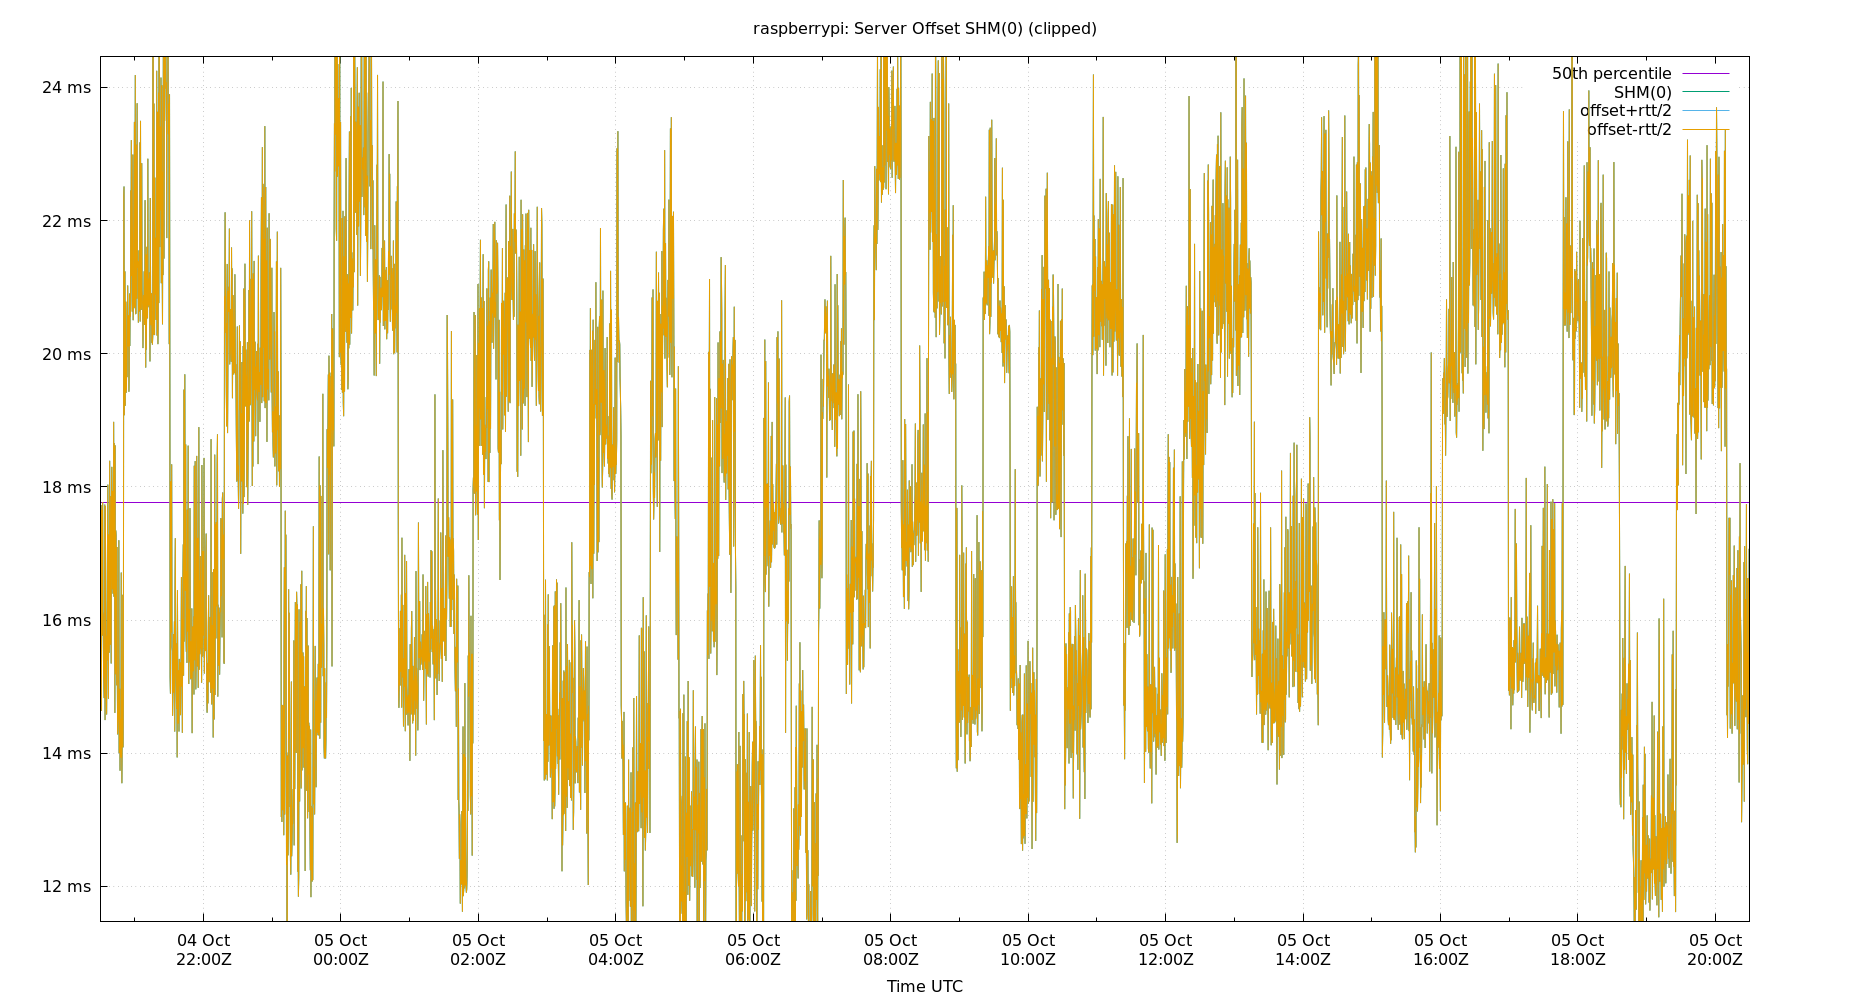 raspberrypi: Server Offset SHM(0) (clipped)
50th percentile
SHM(0)
offset+rtt/2
offset-rtt/2
24 ms
22 ms
20 ms
18 ms
16 ms
14 ms
12 ms
04 Oct 05 Oct 05 Oct 05 Oct 05 Oct 05 Oct 05 Oct 05 Oct 05 Oct 05 Oct 05 Oct 05 Oct
22:00Z 00:00Z 02:00Z 04:00Z 06:00Z 08:00Z 10:00Z 12:00Z 14:00Z 16:00Z 18:00Z 20:00Z
Time UTC